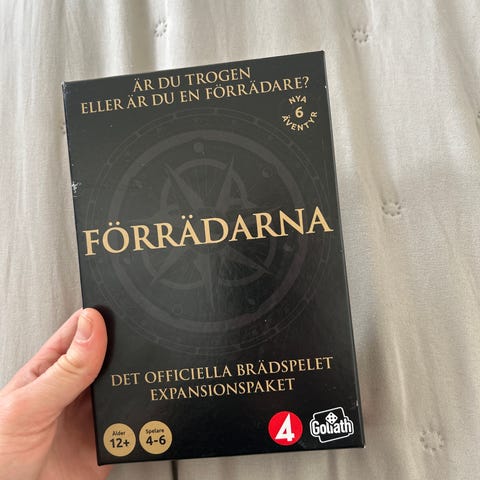 ÄR DU TROGEN
ELLER ÄR DU EN FÖRRÄDARE?
NYA
6
ÄVENTYR
FÖRRÄDARNA
DET OFFICIELLA BRÄDSPELET
EXPANSIONSPAKET
Ålder
12+
Spelare
4-6
4
Goliath